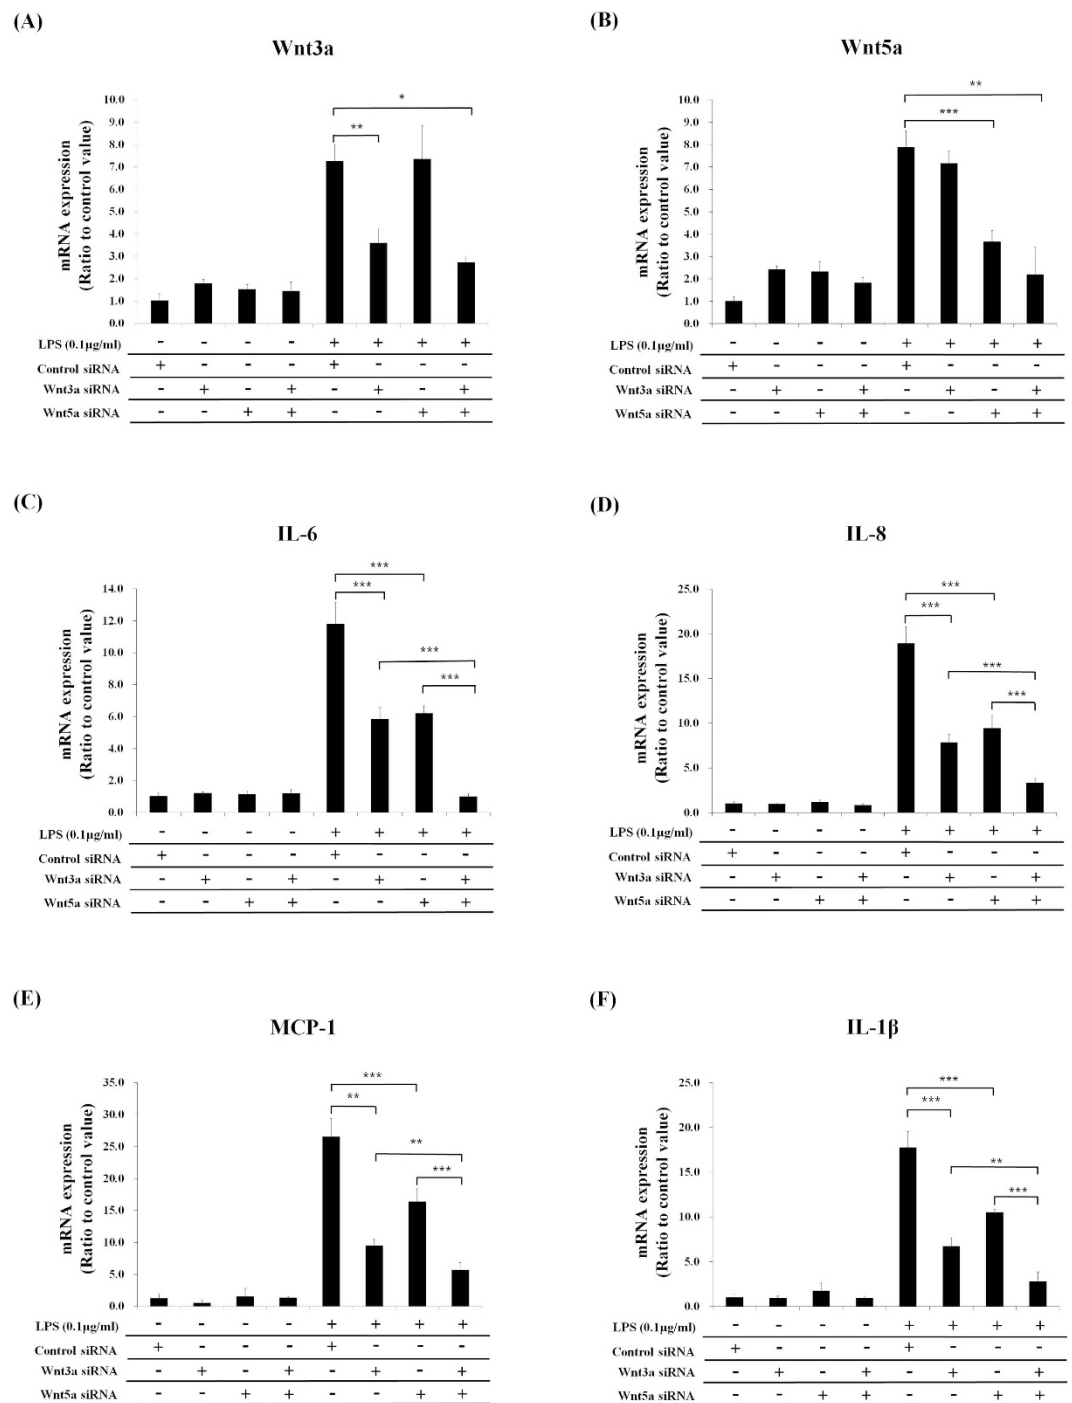 (A)
Wnt3a
mRNA expression
(Ratio to control value)
10.0
9.0
8.0
7.0
6.0
5.0
4.0
3.0
2.0
1.0
0.0
*
**
LPS (0.1µg/ml) - - - - + + + +
Control siRNA + - - - + - - -
Wnt3a siRNA - + - + - + - +
Wnt5a siRNA - - + + - - + +
(B)
Wnt5a
mRNA expression
(Ratio to control value)
10.0
9.0
8.0
7.0
6.0
5.0
4.0
3.0
2.0
1.0
0.0
**
***
LPS (0.1µg/ml) - - - - + + + +
Control siRNA + - - - + - - -
Wnt3a siRNA - + - + - + - +
Wnt5a siRNA - - + + - - + +
(C)
IL-6
mRNA expression
(Ratio to control value)
14.0
12.0
10.0
8.0
6.0
4.0
2.0
0.0
***
***
***
***
LPS (0.1µg/ml) - - - - + + + +
Control siRNA + - - - + - - -
Wnt3a siRNA - + - + - + - +
Wnt5a siRNA - - + + - - + +
(D)
IL-8
mRNA expression
(Ratio to control value)
25.0
20.0
15.0
10.0
5.0
0.0
***
***
***
***
LPS (0.1µg/ml) - - - - + + + +
Control siRNA + - - - + - - -
Wnt3a siRNA - + - + - + - +
Wnt5a siRNA - - + + - - + +
(E)
MCP-1
mRNA expression
(Ratio to control value)
35.0
30.0
25.0
20.0
15.0
10.0
5.0
0.0
***
**
**
***
LPS (0.1µg/ml) - - - - + + + +
Control siRNA + - - - + - - -
Wnt3a siRNA - + - + - + - +
Wnt5a siRNA - - + + - - + +
(F)
IL-1β
mRNA expression
(Ratio to control value)
25.0
20.0
15.0
10.0
5.0
0.0
***
***
**
***
LPS (0.1µg/ml) - - - - + + + +
Control siRNA + - - - + - - -
Wnt3a siRNA - + - + - + - +
Wnt5a siRNA - - + + - - + +